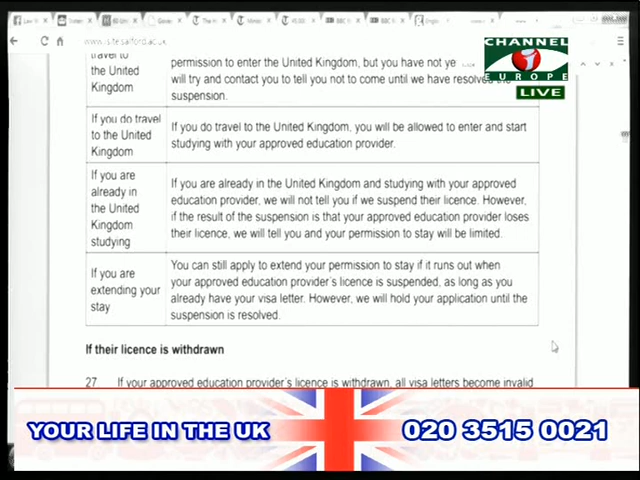 www.site.salford.ac.uk
CHANNEL
i
EUROPE
LIVE
travel to
the United
Kingdom
permission to enter the United Kingdom, but you have not ye
will try and contact you to tell you not to come until we have resolved the
suspension.
If you do travel
to the United
Kingdom
If you do travel to the United Kingdom, you will be allowed to enter and start
studying with your approved education provider.
If you are
already in
the United
Kingdom
studying
If you are already in the United Kingdom and studying with your approved
education provider, we will not tell you if we suspend their licence. However,
if the result of the suspension is that your approved education provider loses
their licence, we will tell you and your permission to stay will be limited.
If you are
extending your
stay
You can still apply to extend your permission to stay if it runs out when
your approved education provider's licence is suspended, as long as you
already have your visa letter. However, we will hold your application until the
suspension is resolved.
If their licence is withdrawn
27 If your approved education provider's licence is withdrawn, all visa letters become invalid
YOUR LIFE IN THE UK
020 3515 0021